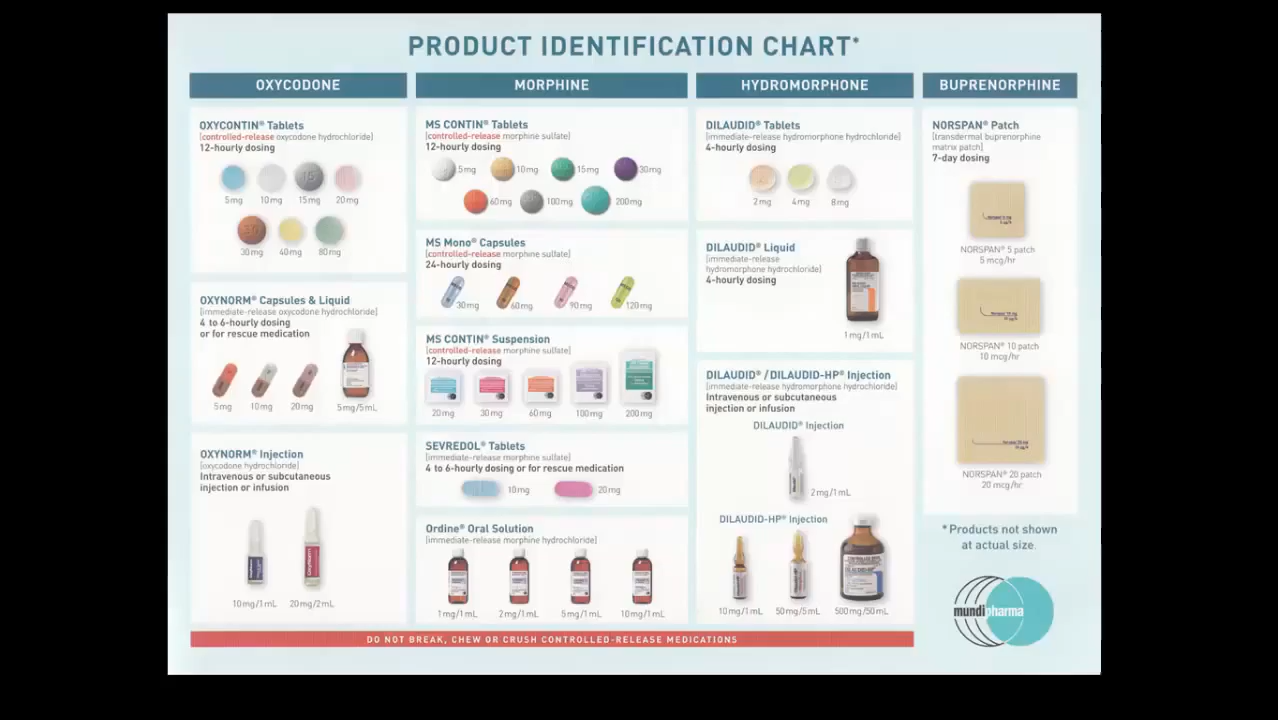 PRODUCT IDENTIFICATION CHART*
OXYCODONE
OXYCONTIN® Tablets
[controlled-release oxycodone hydrochloride]
12-hourly dosing
5mg 10mg 15mg 20mg
30mg 40mg 80mg
OXYNORM® Capsules & Liquid
[immediate-release oxycodone hydrochloride]
4 to 6-hourly dosing
or for rescue medication
5mg 10mg 20mg 5mg/5mL
OXYNORM® Injection
[oxycodone hydrochloride]
Intravenous or subcutaneous
injection or infusion
10mg/1mL 20mg/2mL
MORPHINE
MS CONTIN® Tablets
[controlled-release morphine sulfate]
12-hourly dosing
5mg 10mg 15mg 30mg
60mg 100mg 200mg
MS Mono® Capsules
[controlled-release morphine sulfate]
24-hourly dosing
30mg 60mg 90mg 120mg
MS CONTIN® Suspension
[controlled-release morphine sulfate]
12-hourly dosing
20mg 30mg 60mg 100mg 200mg
SEVREDOL® Tablets
[immediate-release morphine sulfate]
4 to 6-hourly dosing or for rescue medication
10mg 20mg
Ordine® Oral Solution
[immediate-release morphine hydrochloride]
1mg/1mL 2mg/1mL 5mg/1mL 10mg/1mL
HYDROMORPHONE
DILAUDID® Tablets
[immediate-release hydromorphone hydrochloride]
4-hourly dosing
2mg 4mg 8mg
DILAUDID® Liquid
[immediate-release
hydromorphone hydrochloride]
4-hourly dosing
1mg/1mL
DILAUDID® /DILAUDID-HP® Injection
[immediate-release hydromorphone hydrochloride]
Intravenous or subcutaneous
injection or infusion
DILAUDID® Injection
2mg/1mL
DILAUDID-HP® Injection
10mg/1mL 50mg/5mL 500mg/50mL
BUPRENORPHINE
NORSPAN® Patch
[transdermal buprenorphine
matrix patch]
7-day dosing
NORSPAN® 5 patch
5 mcg/hr
NORSPAN® 10 patch
10 mcg/hr
NORSPAN® 20 patch
20 mcg/hr
*Products not shown
at actual size.
mundipharma
DO NOT BREAK, CHEW OR CRUSH CONTROLLED-RELEASE MEDICATIONS